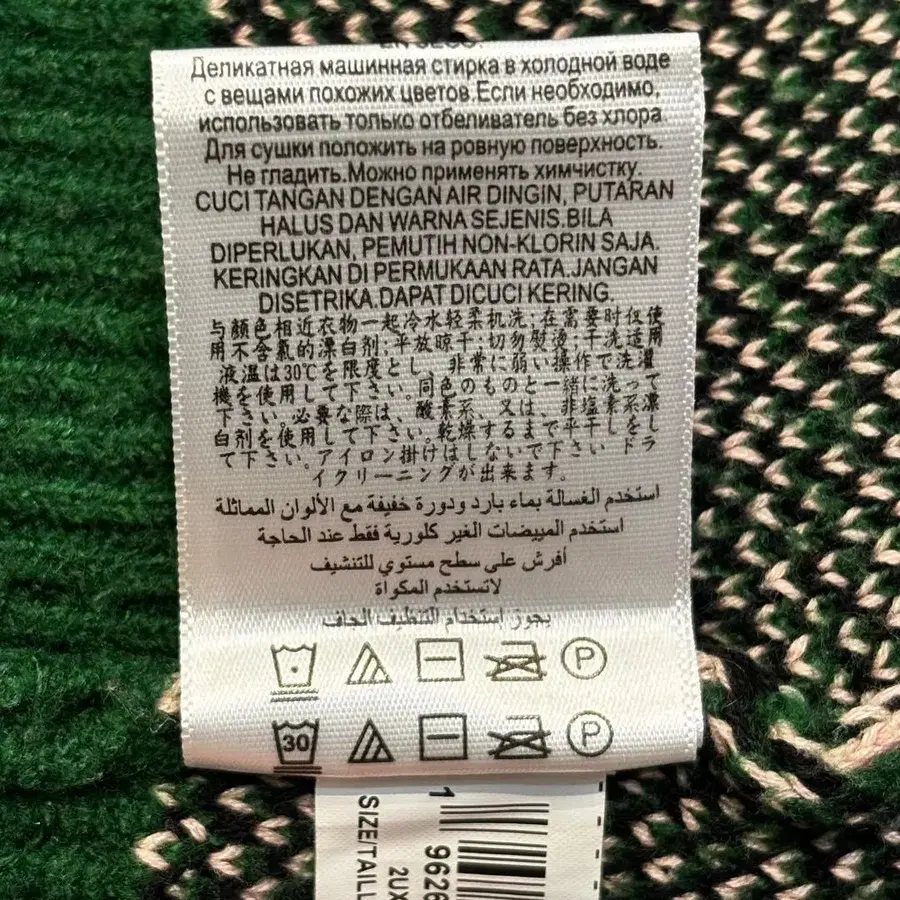 EN SECO.
Деликатная машинная стирка в холодной воде
с вещами похожих цветов.Если необходимо,
использовать только отбеливатель без хлора
Для сушки положить на ровную поверхность.
Не гладить.Можно применять химчистку.
CUCI TANGAN DENGAN AIR DINGIN, PUTARAN
HALUS DAN WARNA SEJENIS.BILA
DIPERLUKAN, PEMUTIH NON-KLORIN SAJA.
KERINGKAN DI PERMUKAAN RATA.JANGAN
DISETRIKA.DAPAT DICUCI KERING.
与颜色相近衣物一起冷水轻柔机洗; 在需要时仅使
用不含氯的漂白剂; 平放晾干; 切勿熨烫; 干洗适用
液温は30℃を限度とし、非常に弱い操作で洗濯
機を使用して下さい。同色のものと一緒に洗って
下さい。必要な際は、酸素系、又は、非塩素系漂
白剤を使用して下さい。乾燥するまで平干しをし
て下さい。アイロン掛けはしないで下さい ドラ
イクリーニングが出来ます。
استخدم الغسالة بماء بارد ودورة خفيفة مع الألوان المماثلة
استخدم المبيضات الغير كلورية فقط عند الحاجة
أفرش على سطح مستوي للتنشيف
لاتستخدم المكواة
يجوز استخدام التنظيف الجاف
P
30 P
SIZE/TAILL
2UX
1
9626